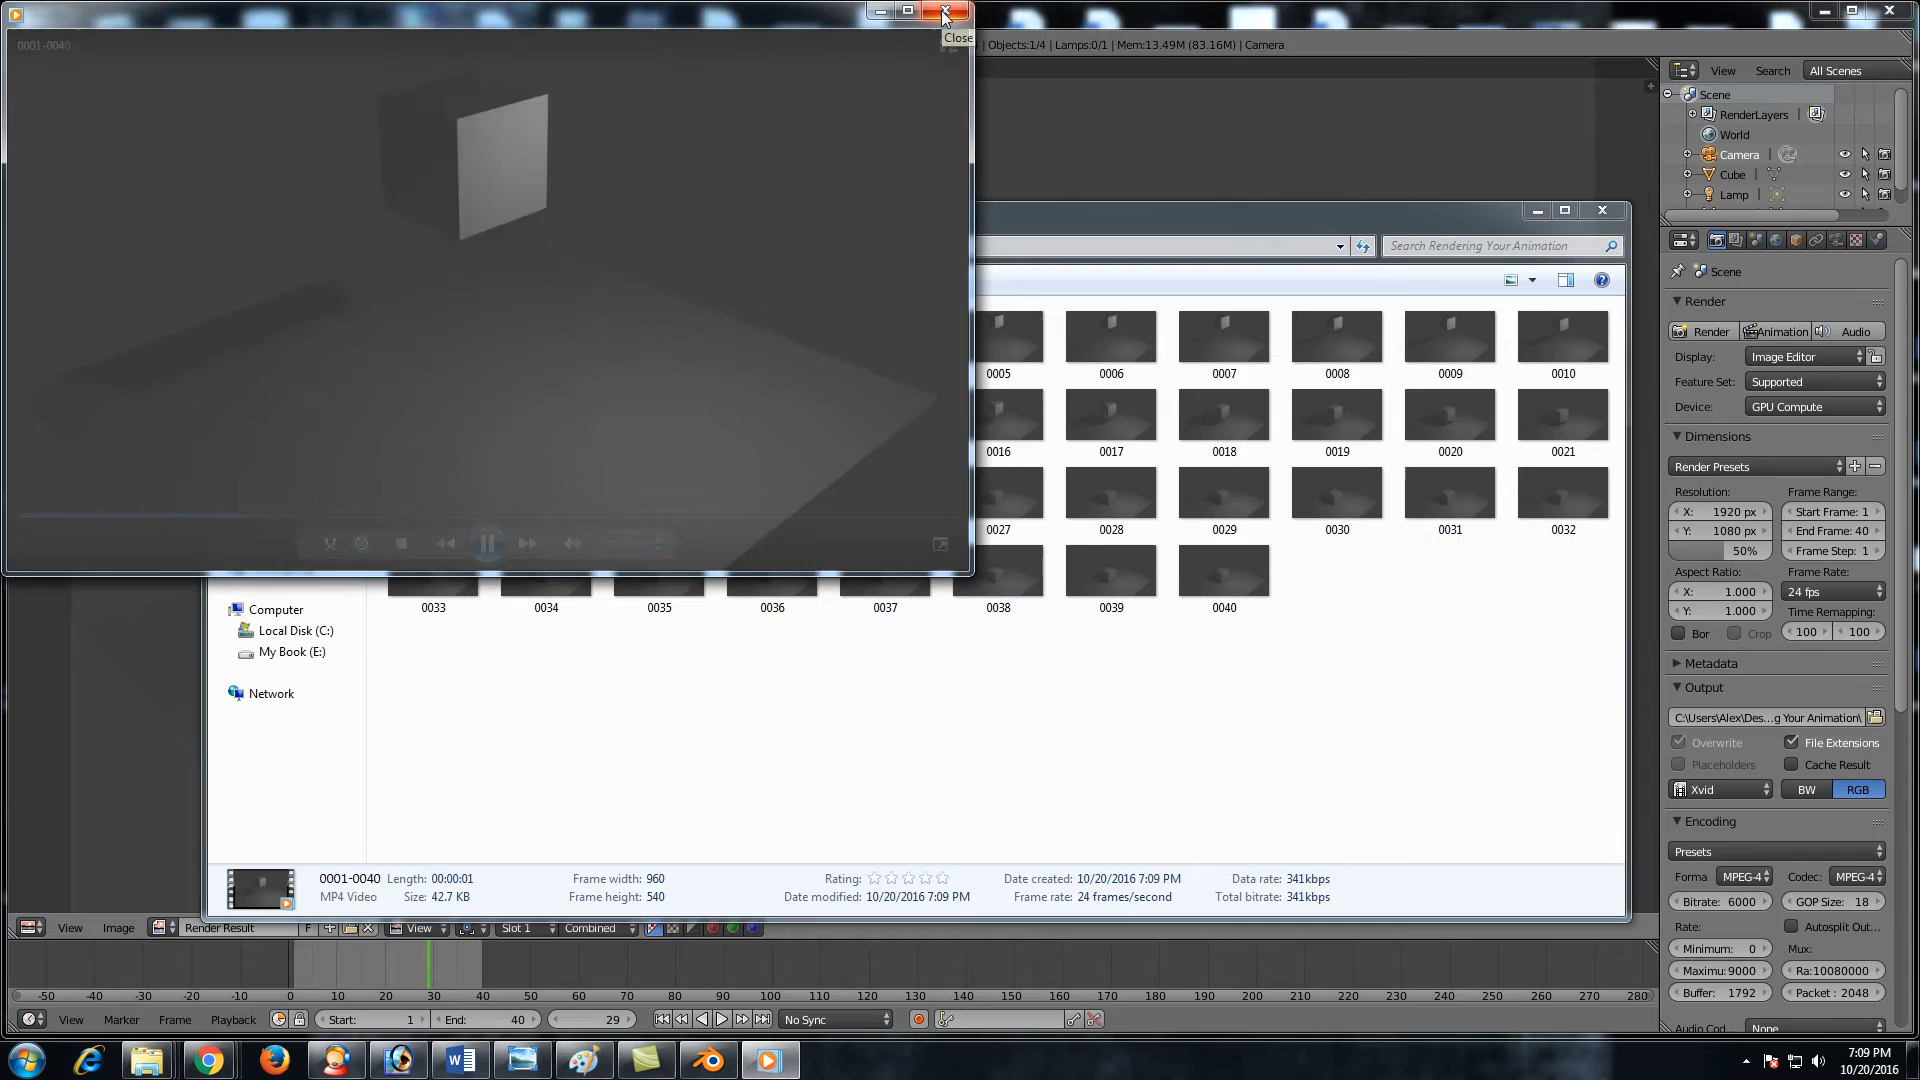 0001-0040
Close
| Objects:1/4 | Lamps:0/1 | Mem:13.49M (83.16M) | Camera
View Search All Scenes
Scene
RenderLayers
World
Camera
Cube
Lamp
Search Rendering Your Animation
Scene
Render
Render Animation Audio
Display: Image Editor
Feature Set: Supported
Device: GPU Compute
Dimensions
Render Presets
Resolution: Frame Range:
X: 1920 px Start Frame: 1
Y: 1080 px End Frame: 40
50% Frame Step: 1
Aspect Ratio: Frame Rate:
X: 1.000 24 fps
Y: 1.000 Time Remapping:
Bor Crop 100 100
Metadata
Output
C:\Users\Alex\Des...g Your Animation\
Overwrite File Extensions
Placeholders Cache Result
Xvid BW RGB
Encoding
Presets
Forma MPEG-4 Codec: MPEG-4
Bitrate: 6000 GOP Size: 18
Rate: Autosplit Out...
Minimum: 0 Mux:
Maximu: 9000 Ra:10080000
Buffer: 1792 Packet : 2048
Audio Cod None
0005 0006 0007 0008 0009 0010
0016 0017 0018 0019 0020 0021
0027 0028 0029 0030 0031 0032
0033 0034 0035 0036 0037 0038 0039 0040
Computer
Local Disk (C:)
My Book (E:)
Network
0001-0040 Length: 00:00:01 Frame width: 960 Rating: Date created: 10/20/2016 7:09 PM Data rate: 341kbps
MP4 Video Size: 42.7 KB Frame height: 540 Date modified: 10/20/2016 7:09 PM Frame rate: 24 frames/second Total bitrate: 341kbps
View Image Render Result F View Slot 1 Combined
-50 -40 -30 -20 -10 0 10 20 30 40 50 60 70 80 90 100 110 120 130 140 150 160 170 180 190 200 210 220 230 240 250 260 270 280
View Marker Frame Playback Start: 1 End: 40 29 No Sync
7:09 PM
10/20/2016